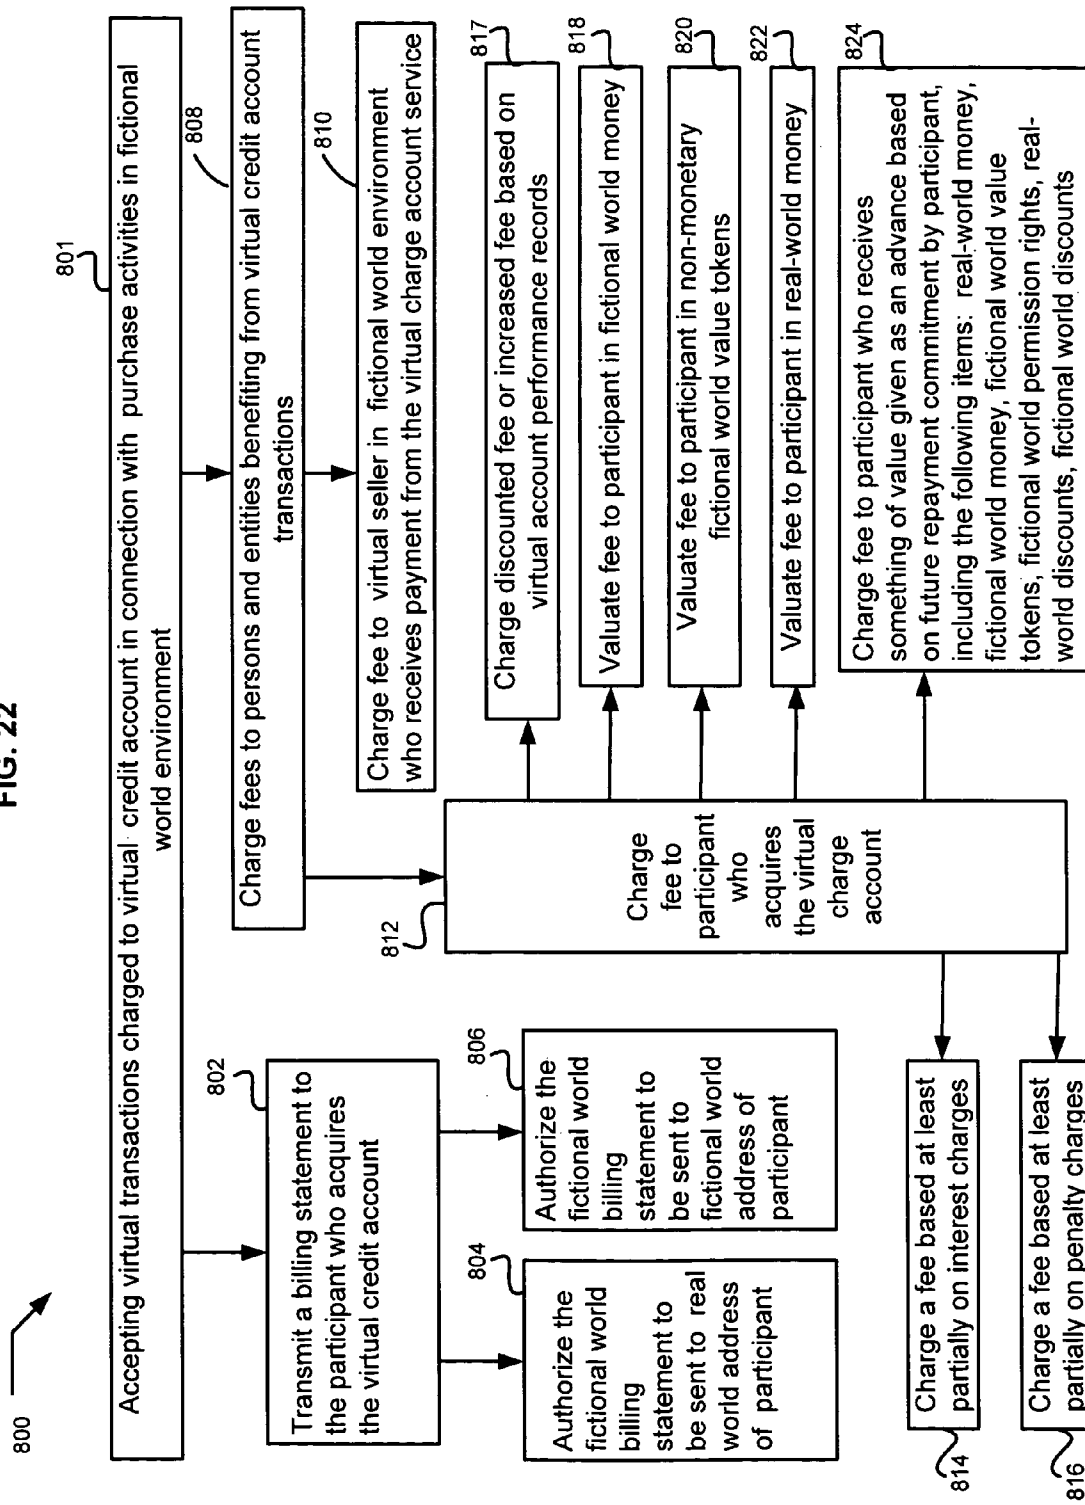 FIG. 22
800
801
Accepting virtual transactions charged to virtual credit account in connection with purchase activities in fictional
world environment
802
Transmit a billing statement to
the participant who acquires
the virtual credit account
804
Authorize the
fictional world
billing
statement to
be sent to real
world address
of participant
806
Authorize the
fictional world
billing
statement to
be sent to
fictional world
address of
participant
808
Charge fees to persons and entities benefiting from virtual credit account
transactions
810
Charge fee to virtual seller in fictional world environment
who receives payment from the virtual charge account service
812
Charge
fee to
participant
who
acquires
the virtual
charge
account
814
Charge a fee based at least
partially on interest charges
816
Charge a fee based at least
partially on penalty charges
817
Charge discounted fee or increased fee based on
virtual account performance records
818
Valuate fee to participant in fictional world money
820
Valuate fee to participant in non-monetary
fictional world value tokens
822
Valuate fee to participant in real-world money
824
Charge fee to participant who receives
something of value given as an advance based
on future repayment commitment by participant,
including the following items: real-world money,
fictional world money, fictional world value
tokens, fictional world permission rights, real-
world discounts, fictional world discounts